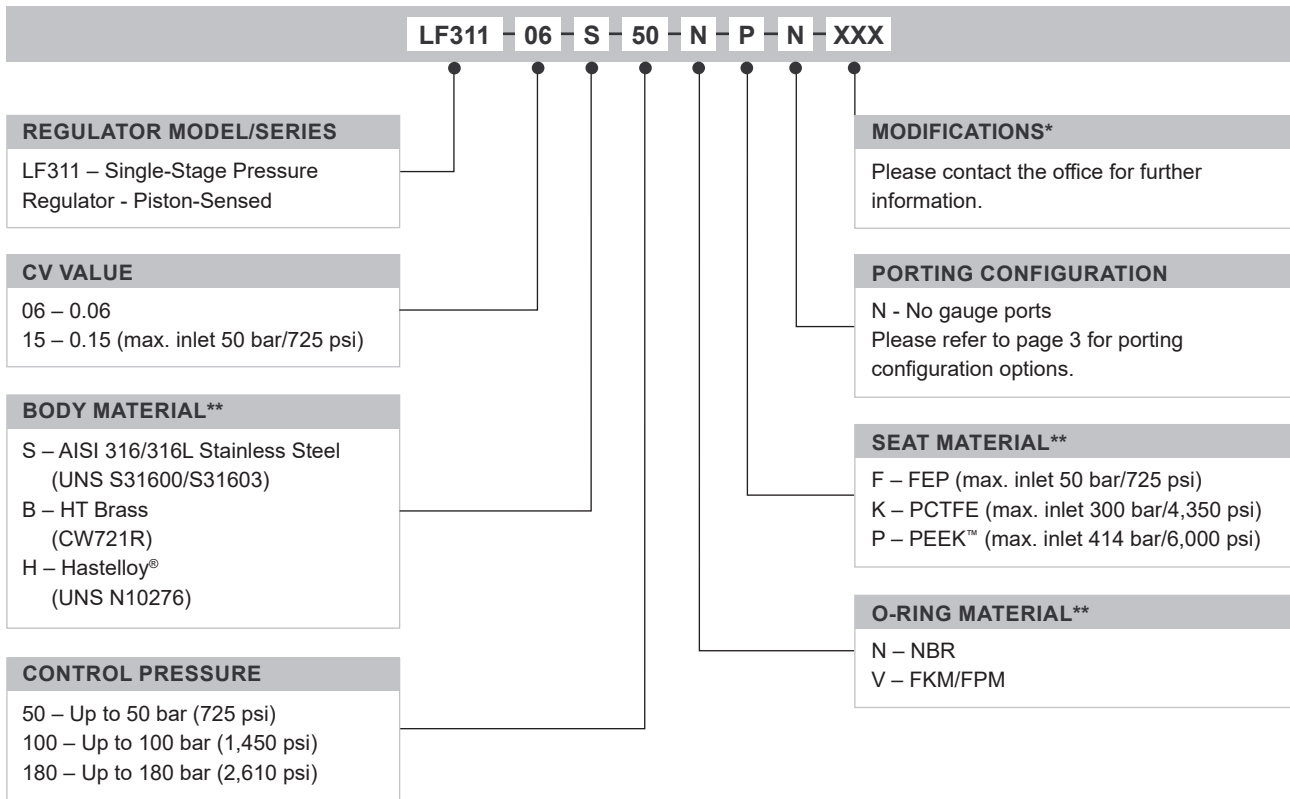 LF311 - 06 - S - 50 - N - P - N - XXX
REGULATOR MODEL/SERIES
LF311 – Single-Stage Pressure
Regulator - Piston-Sensed
CV VALUE
06 – 0.06
15 – 0.15 (max. inlet 50 bar/725 psi)
BODY MATERIAL**
S – AISI 316/316L Stainless Steel
(UNS S31600/S31603)
B – HT Brass
(CW721R)
H – Hastelloy®
(UNS N10276)
CONTROL PRESSURE
50 – Up to 50 bar (725 psi)
100 – Up to 100 bar (1,450 psi)
180 – Up to 180 bar (2,610 psi)
MODIFICATIONS*
Please contact the office for further
information.
PORTING CONFIGURATION
N - No gauge ports
Please refer to page 3 for porting
configuration options.
SEAT MATERIAL**
F – FEP (max. inlet 50 bar/725 psi)
K – PCTFE (max. inlet 300 bar/4,350 psi)
P – PEEK™ (max. inlet 414 bar/6,000 psi)
O-RING MATERIAL**
N – NBR
V – FKM/FPM